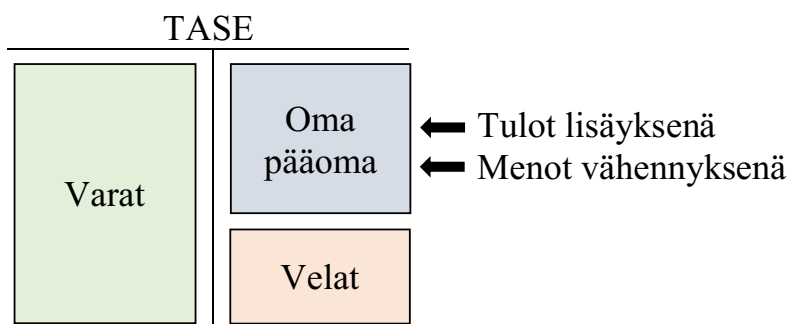 TASE
Varat
Oma
pääoma
Velat
Tulot lisäyksenä
Menot vähennyksenä